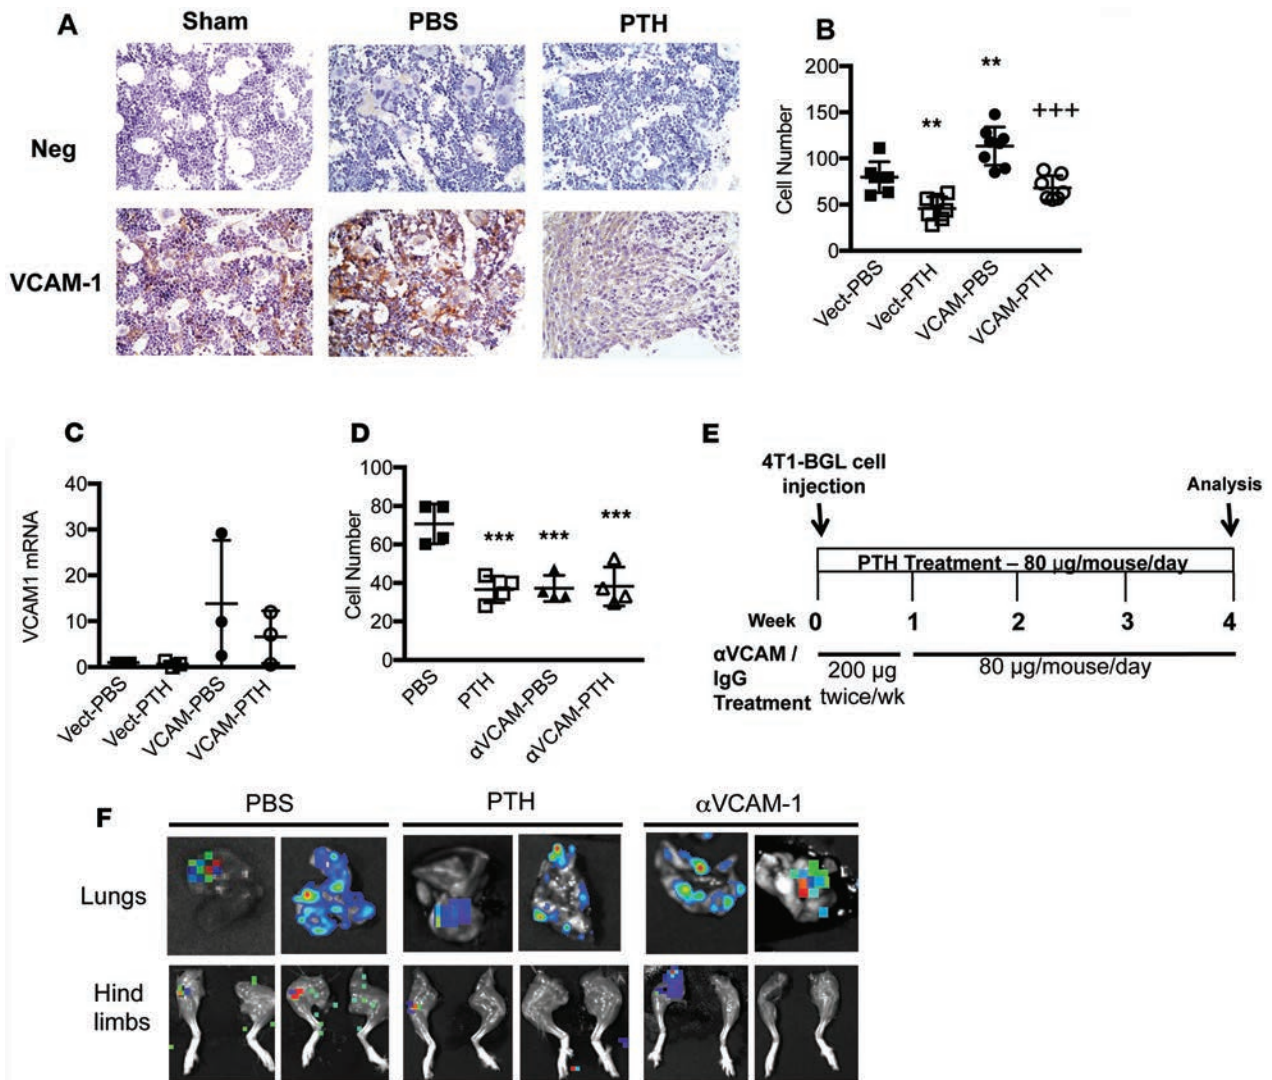 A
Sham
PBS
PTH
Neg
VCAM-1
B
200
150
100
50
0
Cell Number
**
**
+++
Vect-PBS
Vect-PTH
VCAM-PBS
VCAM-PTH
C
40
30
20
10
0
VCAM1 mRNA
Vect-PBS
Vect-PTH
VCAM-PBS
VCAM-PTH
D
100
80
60
40
20
0
Cell Number
***
***
***
PBS
PTH
αVCAM-PBS
αVCAM-PTH
E
4T1-BGL cell
injection
Analysis
PTH Treatment – 80 µg/mouse/day
Week 0 1 2 3 4
αVCAM /
IgG
Treatment
200 µg
twice/wk
80 µg/mouse/day
F
PBS
PTH
αVCAM-1
Lungs
Hind
limbs